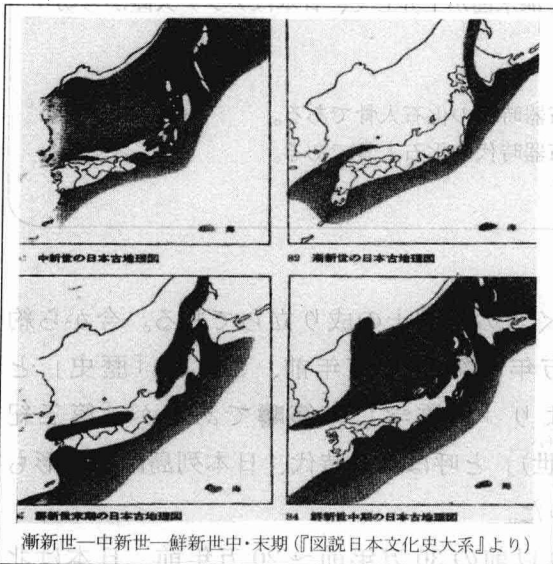 中新世の日本古地理図
82 漸新世の日本古地理図
鮮新世末期の日本古地理図
84 鮮新世中期の日本古地理図
漸新世―中新世―鮮新世中・末期(『図説日本文化史大系』より)